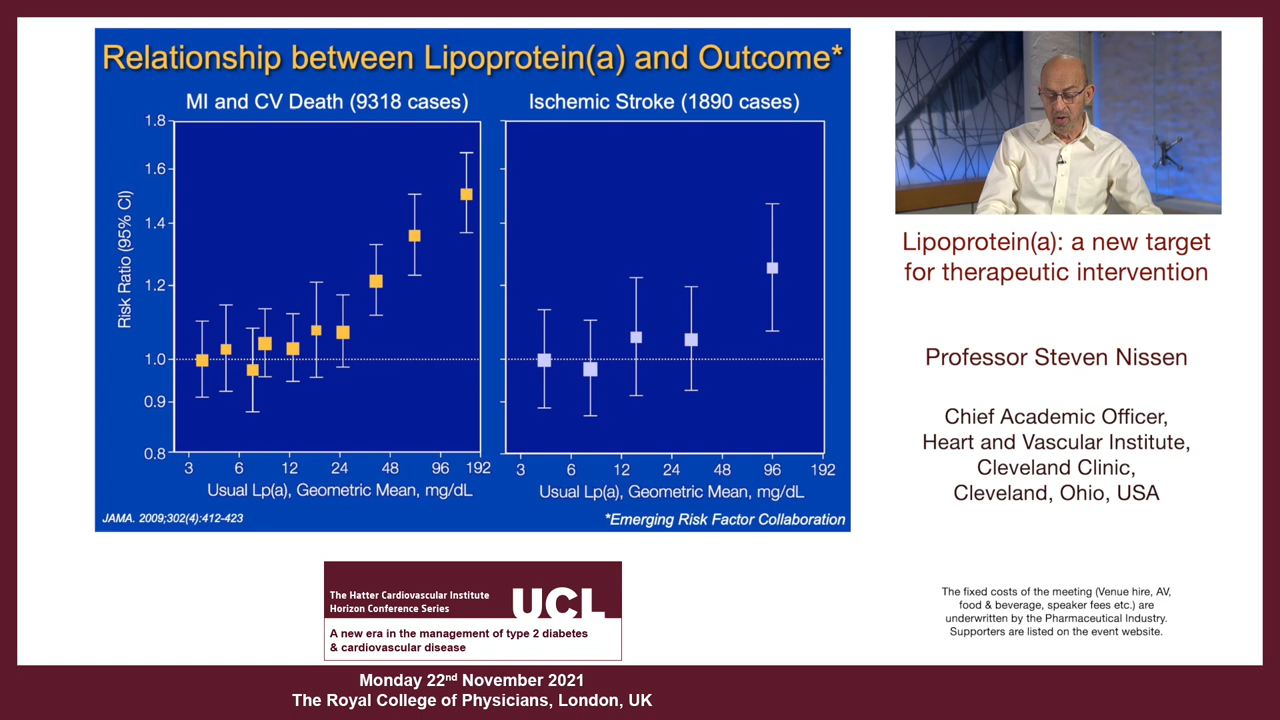 Relationship between Lipoprotein(a) and Outcome*
MI and CV Death (9318 cases)
Ischemic Stroke (1890 cases)
Risk Ratio (95% CI)
1.8
1.6
1.4
1.2
1.0
0.9
0.8
3 6 12 24 48 96 192
3 6 12 24 48 96 192
Usual Lp(a), Geometric Mean, mg/dL
Usual Lp(a), Geometric Mean, mg/dL
JAMA. 2009;302(4):412-423
*Emerging Risk Factor Collaboration
Lipoprotein(a): a new target
for therapeutic intervention
Professor Steven Nissen
Chief Academic Officer,
Heart and Vascular Institute,
Cleveland Clinic,
Cleveland, Ohio, USA
The fixed costs of the meeting (Venue hire, AV,
food & beverage, speaker fees etc.) are
underwritten by the Pharmaceutical Industry.
Supporters are listed on the event website.
The Hatter Cardiovascular Institute
Horizon Conference Series
UCL
A new era in the management of type 2 diabetes
& cardiovascular disease
Monday 22nd November 2021
The Royal College of Physicians, London, UK